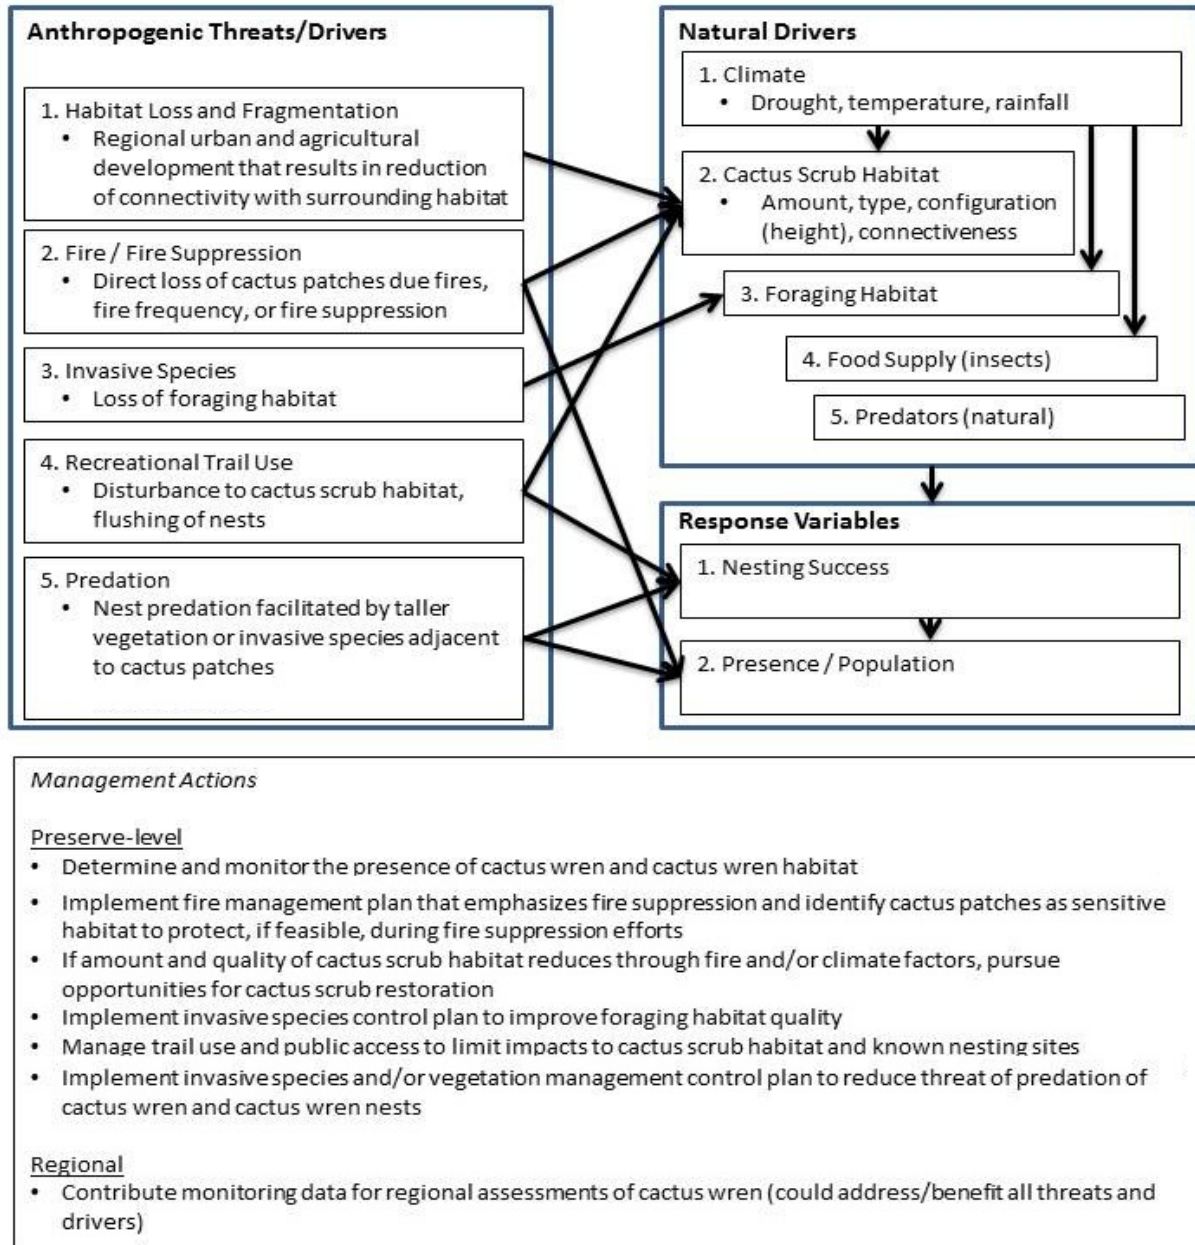 Anthropogenic Threats/Drivers
1. Habitat Loss and Fragmentation
• Regional urban and agricultural
development that results in reduction
of connectivity with surrounding habitat
2. Fire / Fire Suppression
• Direct loss of cactus patches due fires,
fire frequency, or fire suppression
3. Invasive Species
• Loss of foraging habitat
4. Recreational Trail Use
• Disturbance to cactus scrub habitat,
flushing of nests
5. Predation
• Nest predation facilitated by taller
vegetation or invasive species adjacent
to cactus patches
Natural Drivers
1. Climate
• Drought, temperature, rainfall
2. Cactus Scrub Habitat
• Amount, type, configuration
(height), connectiveness
3. Foraging Habitat
4. Food Supply (insects)
5. Predators (natural)
Response Variables
1. Nesting Success
2. Presence / Population
Management Actions
Preserve-level
• Determine and monitor the presence of cactus wren and cactus wren habitat
• Implement fire management plan that emphasizes fire suppression and identify cactus patches as sensitive
habitat to protect, if feasible, during fire suppression efforts
• If amount and quality of cactus scrub habitat reduces through fire and/or climate factors, pursue
opportunities for cactus scrub restoration
• Implement invasive species control plan to improve foraging habitat quality
• Manage trail use and public access to limit impacts to cactus scrub habitat and known nesting sites
• Implement invasive species and/or vegetation management control plan to reduce threat of predation of
cactus wren and cactus wren nests
Regional
• Contribute monitoring data for regional assessments of cactus wren (could address/benefit all threats and
drivers)